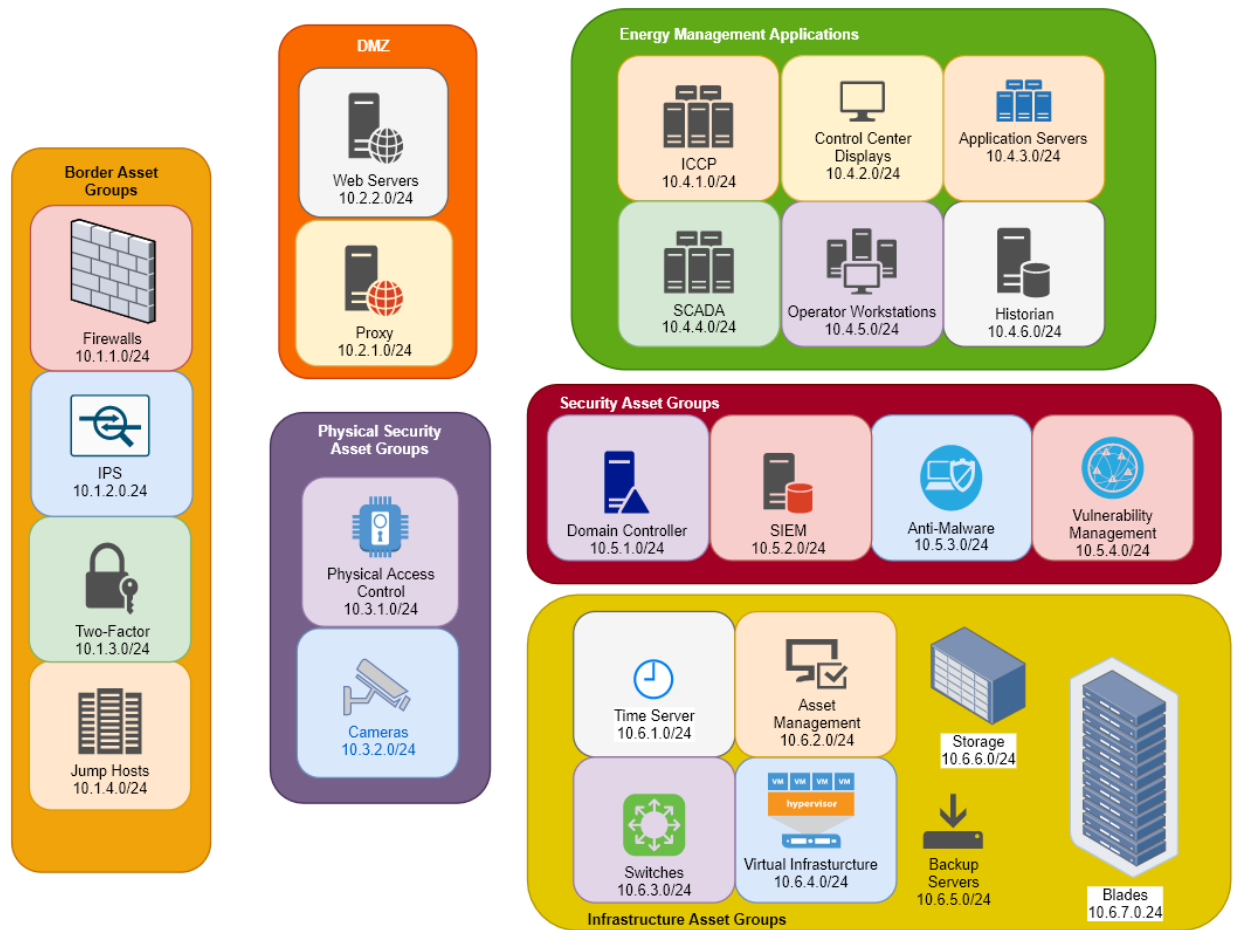 Border Asset
Groups
Firewalls
10.1.1.0/24
IPS
10.1.2.0.24
Two-Factor
10.1.3.0/24
Jump Hosts
10.1.4.0/24
DMZ
Web Servers
10.2.2.0/24
Proxy
10.2.1.0/24
Physical Security
Asset Groups
Physical Access
Control
10.3.1.0/24
Cameras
10.3.2.0/24
Energy Management Applications
ICCP
10.4.1.0/24
Control Center
Displays
10.4.2.0/24
Application Servers
10.4.3.0/24
SCADA
10.4.4.0/24
Operator Workstations
10.4.5.0/24
Historian
10.4.6.0/24
Security Asset Groups
Domain Controller
10.5.1.0/24
SIEM
10.5.2.0/24
Anti-Malware
10.5.3.0/24
Vulnerability
Management
10.5.4.0/24
Time Server
10.6.1.0/24
Asset
Management
10.6.2.0/24
Storage
10.6.6.0/24
Switches
10.6.3.0/24
VM VM VM VM
hypervisor
Virtual Infrasturcture
10.6.4.0/24
Backup
Servers
10.6.5.0/24
Blades
10.6.7.0.24
Infrastructure Asset Groups